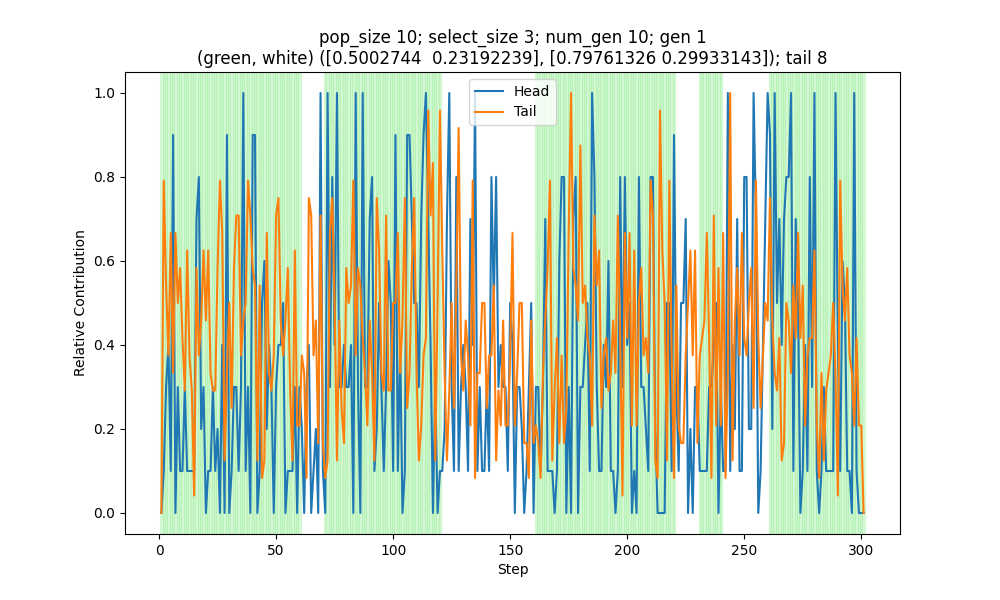 pop_size 10; select_size 3; num_gen 10; gen 1
(green, white) ([0.5002744  0.23192239], [0.79761326 0.29933143]); tail 8
Head
Tail
Relative Contribution
1.0
0.8
0.6
0.4
0.2
0.0
0 50 100 150 200 250 300
Step